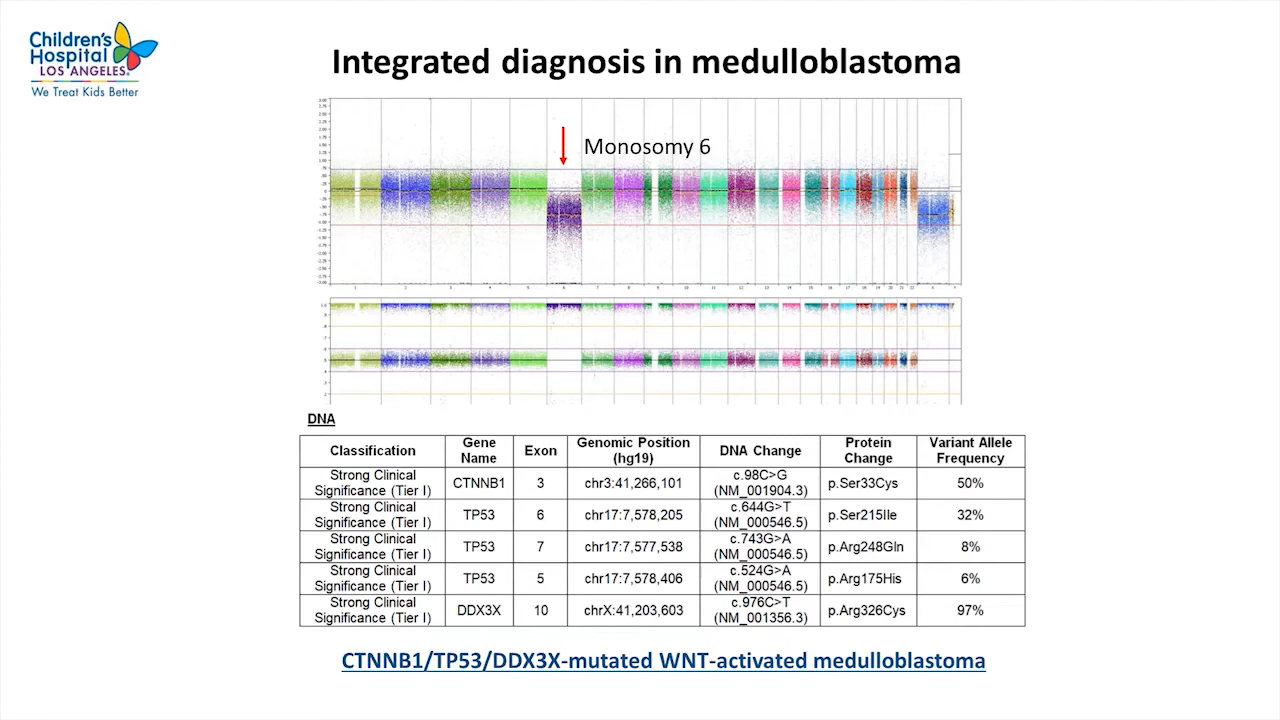 Children's
Hospital
LOS ANGELES®
We Treat Kids Better
Integrated diagnosis in medulloblastoma
Monosomy 6
DNA
Classification Gene Name Exon Genomic Position (hg19) DNA Change Protein Change Variant Allele Frequency
Strong Clinical Significance (Tier I) CTNNB1 3 chr3:41,266,101 c.98C>G (NM_001904.3) p.Ser33Cys 50%
Strong Clinical Significance (Tier I) TP53 6 chr17:7,578,205 c.644G>T (NM_000546.5) p.Ser215Ile 32%
Strong Clinical Significance (Tier I) TP53 7 chr17:7,577,538 c.743G>A (NM_000546.5) p.Arg248Gln 8%
Strong Clinical Significance (Tier I) TP53 5 chr17:7,578,406 c.524G>A (NM_000546.5) p.Arg175His 6%
Strong Clinical Significance (Tier I) DDX3X 10 chrX:41,203,603 c.976C>T (NM_001356.3) p.Arg326Cys 97%
CTNNB1/TP53/DDX3X-mutated WNT-activated medulloblastoma